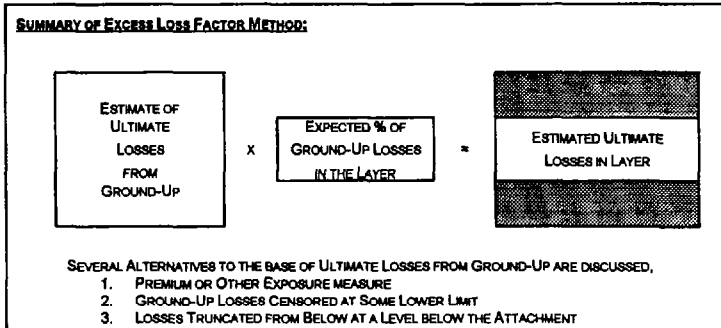 SUMMARY OF EXCESS LOSS FACTOR METHOD:
ESTIMATE OF
ULTIMATE
LOSSES
FROM
GROUND-UP
X
EXPECTED % OF
GROUND-UP LOSSES
IN THE LAYER
=
ESTIMATED ULTIMATE
LOSSES IN LAYER
SEVERAL ALTERNATIVES TO THE BASE OF ULTIMATE LOSSES FROM GROUND-UP ARE DISCUSSED,
1. PREMIUM OR OTHER EXPOSURE MEASURE
2. GROUND-UP LOSSES CENSORED AT SOME LOWER LIMIT
3. LOSSES TRUNCATED FROM BELOW AT A LEVEL BELOW THE ATTACHMENT